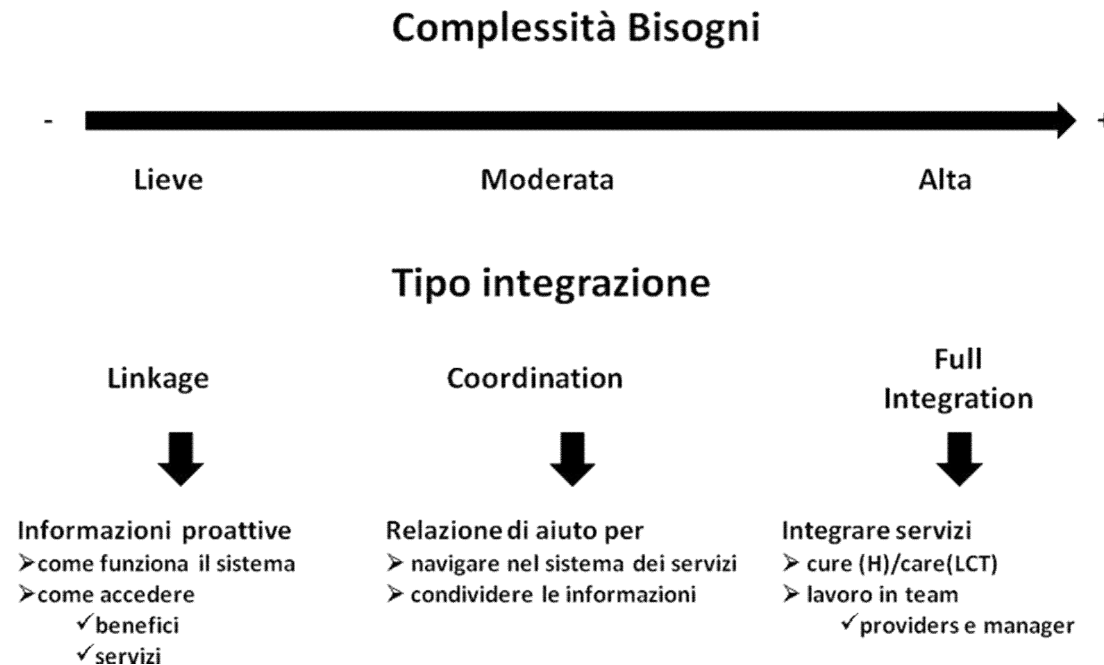 Complessità Bisogni
- +
Lieve Moderata Alta
Tipo integrazione
Linkage Coordination Full Integration
Informazioni proattive
➢come funziona il sistema
➢come accedere
✓benefici
✓servizi
Relazione di aiuto per
➢ navigare nel sistema dei servizi
➢ condividere le informazioni
Integrare servizi
➢ cure (H)/care(LCT)
➢ lavoro in team
✓providers e manager